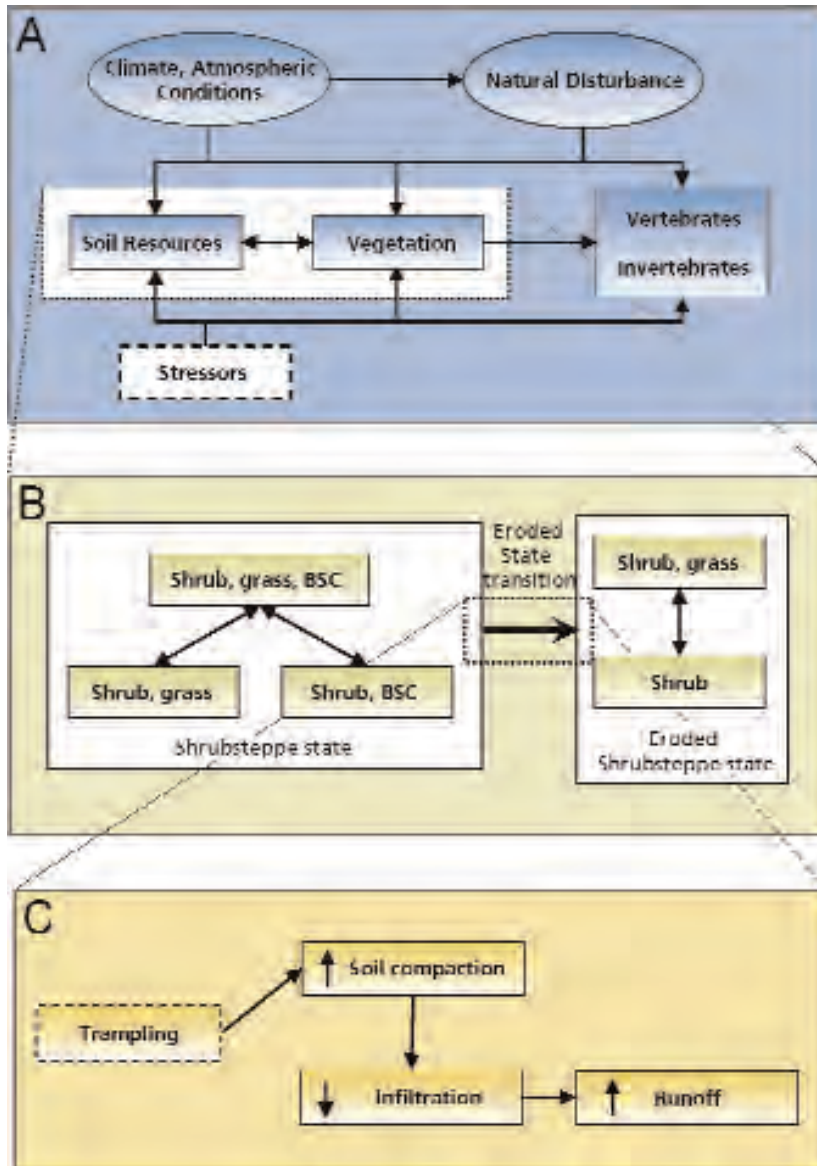 A
Climate, Atmospheric
Conditions
Natural Disturbance
Soil Resources
Vegetation
Vertebrates
Invertebrates
Stressors
B
Shrub, grass, BSC
Shrub, grass
Shrub, BSC
Shrubsteppe state
Eroded
State
transition
Shrub, grass
Shrub
Eroded
Shrubsteppe state
C
Trampling
Soil compaction
Infiltration
Runoff